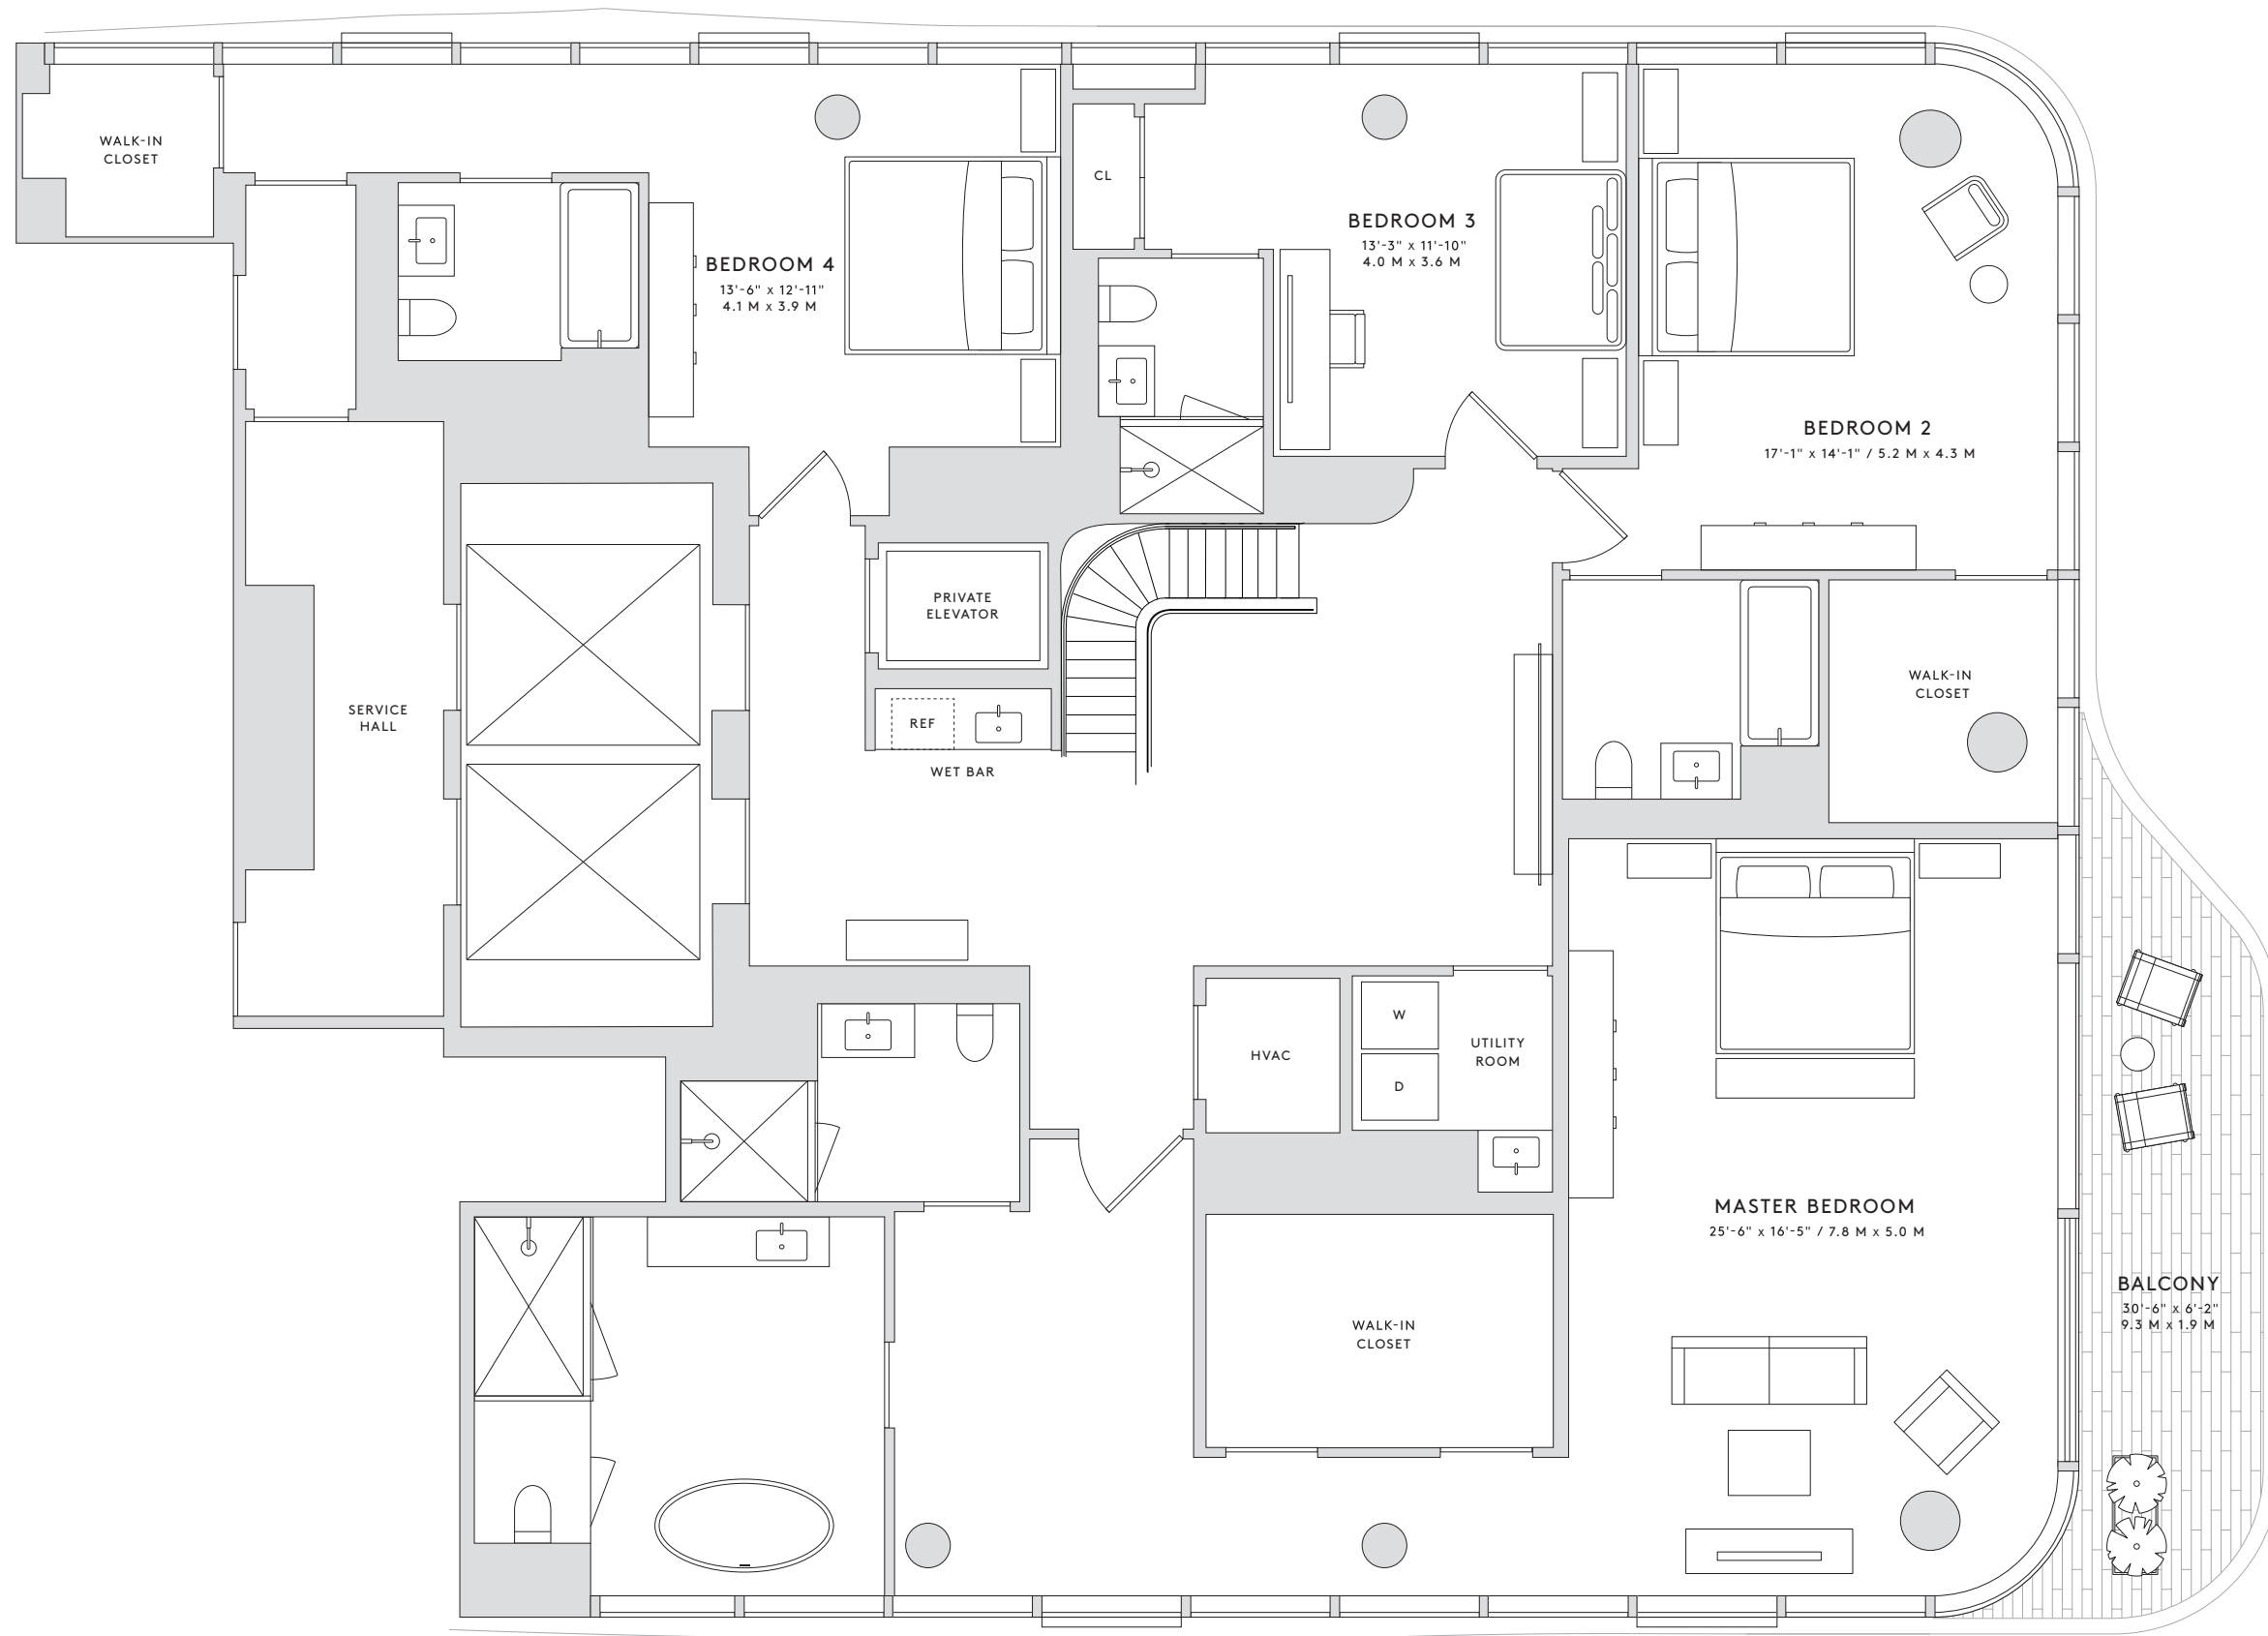 WALK-IN
CLOSET
CL
BEDROOM 3
13'-3" x 11'-10"
4.0 M x 3.6 M
BEDROOM 4
13'-6" x 12'-11"
4.1 M x 3.9 M
BEDROOM 2
17'-1" x 14'-1" / 5.2 M x 4.3 M
PRIVATE
ELEVATOR
SERVICE
HALL
REF
WET BAR
WALK-IN
CLOSET
HVAC
W
D
UTILITY
ROOM
MASTER BEDROOM
25'-6" x 16'-5" / 7.8 M x 5.0 M
BALCONY
30'-6" x 6'-2"
9.3 M x 1.9 M
WALK-IN
CLOSET